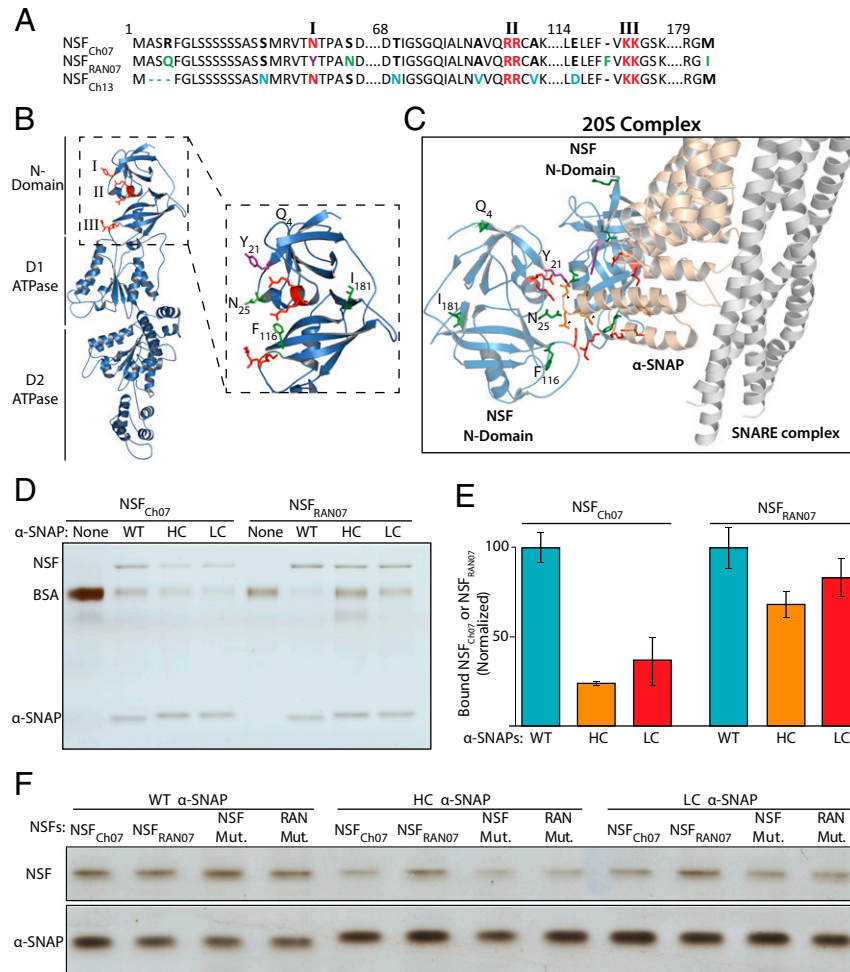 A
1 I 68 II 114 III 179
NSFCh07 MASRFGLSSSSSSASSMRVTNTPASD....DTIGSGQIALNAVQRRCAK....LELEF-VKKGSK....RGM
NSFRAN07 MASQFGLSSSSSSASSMRVTYTPAND....DTIGSGQIALNAVQRRCAK....LELEFFVKKGSK....RGI
NSFCh13 M---FGLSSSSSSASNMRVTNTPASD....DNIGSGQIALNVVQRRCVK....LDLEF-VKKGSK....RGM
B
N-Domain
D1 ATPase
D2 ATPase
I
II
III
Q4
Y21
N25
I181
F116
C 20S Complex
NSF N-Domain
Q4
Y21
I181
N25
F116
α-SNAP
NSF N-Domain
SNARE complex
D
NSFCh07 NSFRAN07
α-SNAP: None WT HC LC None WT HC LC
NSF
BSA
α-SNAP
E
NSFCh07 NSFRAN07
100
50
Bound NSFCh07 or NSFRAN07 (Normalized)
α-SNAPs: WT HC LC WT HC LC
F
WT α-SNAP HC α-SNAP LC α-SNAP
NSFs: NSFCh07 NSFRAN07 NSF Mut. RAN Mut. NSFCh07 NSFRAN07 NSF Mut. RAN Mut. NSFCh07 NSFRAN07 NSF Mut. RAN Mut.
NSF
α-SNAP